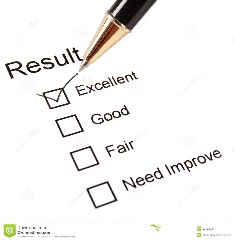 Result
Excellent
Good
Fair
Need Improve